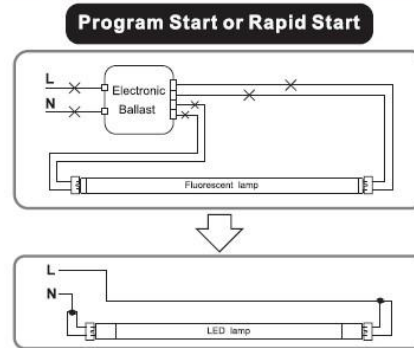 Program Start or Rapid Start
L
N
Electronic
Ballast
Fluorescent lamp
L
N
LED lamp